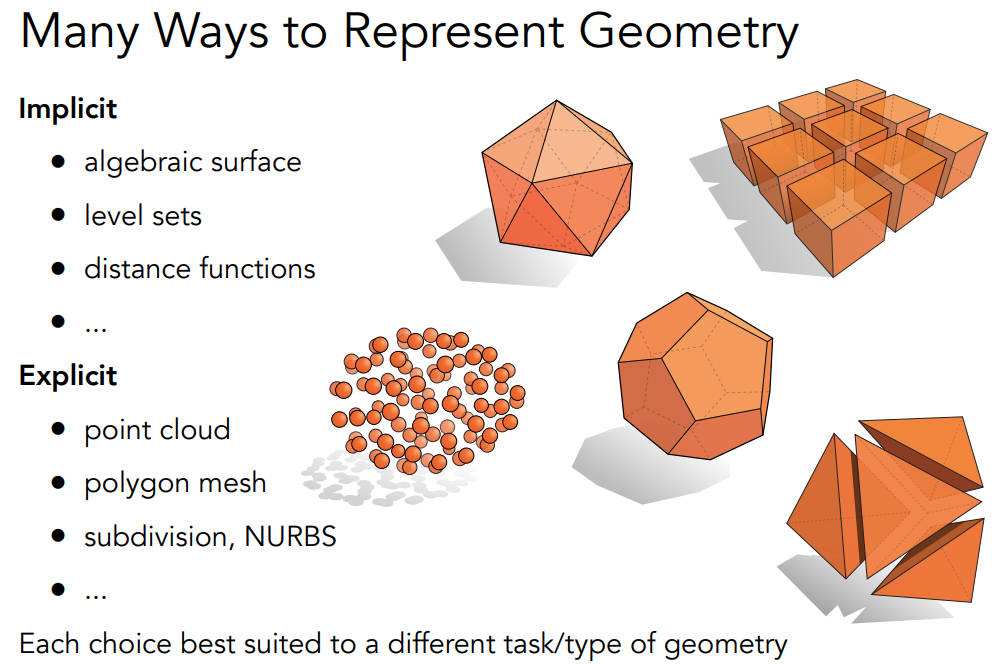 Many Ways to Represent Geometry
Implicit
● algebraic surface
● level sets
● distance functions
● ...
Explicit
● point cloud
● polygon mesh
● subdivision, NURBS
● ...
Each choice best suited to a different task/type of geometry